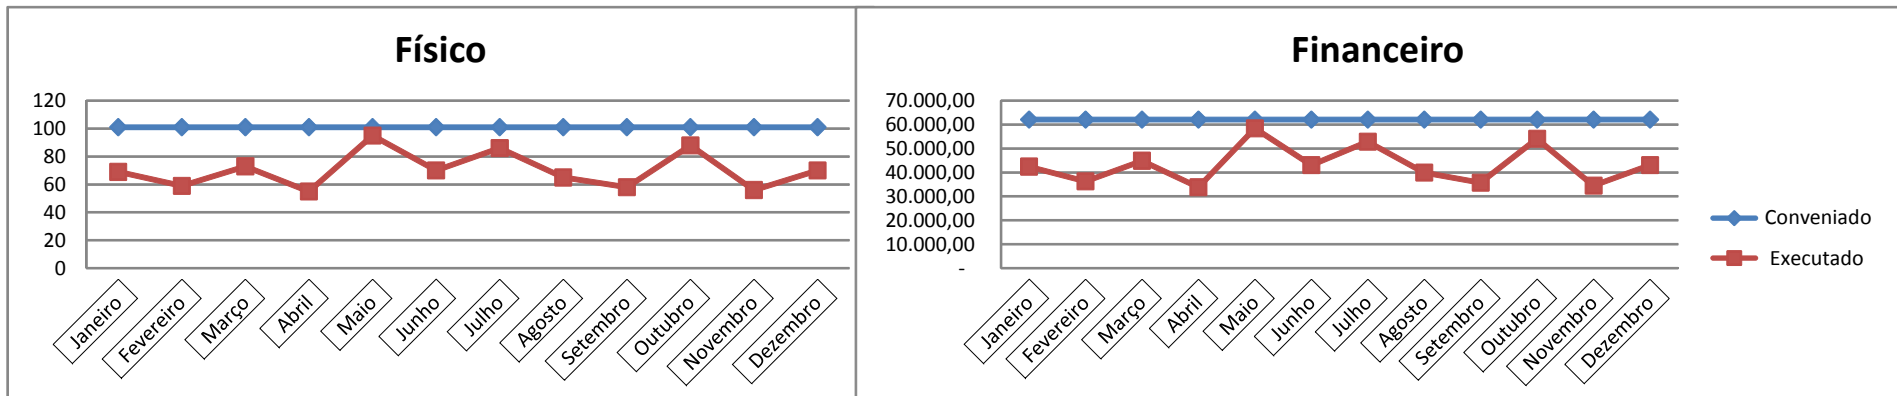 Físico
120
100
80
60
40
20
0
Janeiro
Fevereiro
Março
Abril
Maio
Junho
Julho
Agosto
Setembro
Outubro
Novembro
Dezembro
Financeiro
70.000,00
60.000,00
50.000,00
40.000,00
30.000,00
20.000,00
10.000,00
-
Janeiro
Fevereiro
Março
Abril
Maio
Junho
Julho
Agosto
Setembro
Outubro
Novembro
Dezembro
Conveniado
Executado